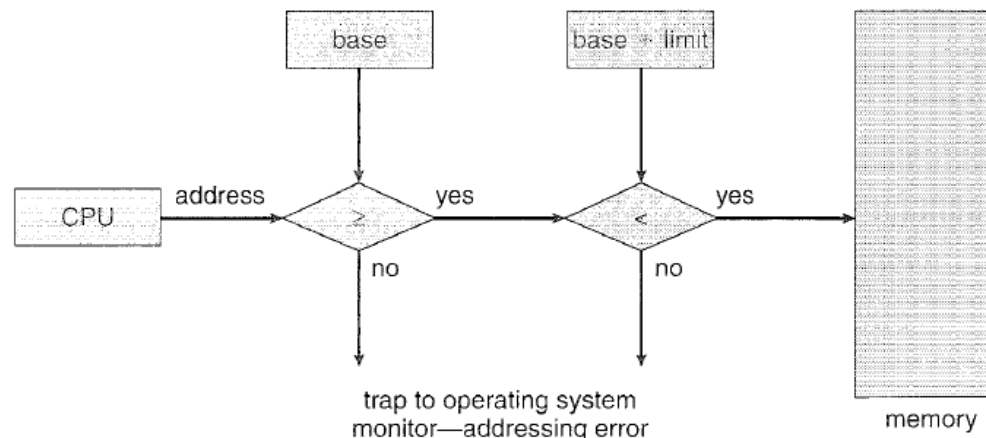 base
base + limit
CPU
address
≥
yes
<
yes
no
no
trap to operating system
monitor—addressing error
memory